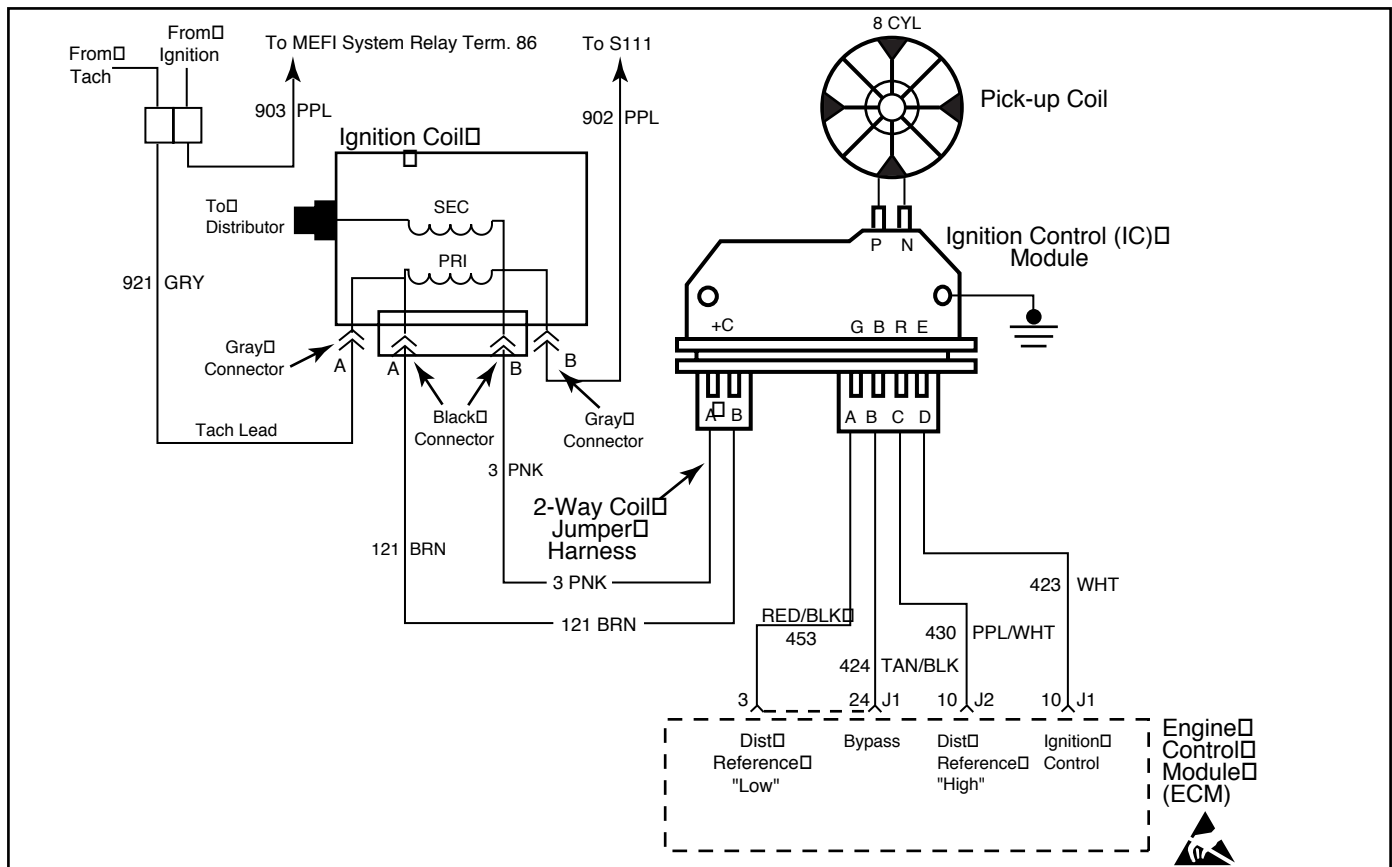 8 CYL
From
Tach
From
Ignition
To MEFI System Relay Term. 86
To S111
903 PPL
902 PPL
Pick-up Coil
Ignition Coil
To
Distributor
SEC
PRI
P N
Ignition Control (IC)
Module
921 GRY
+C
G B R E
Gray
Connector
A
A
B
B
Black
Connector
Gray
Connector
A B
A B C D
Tach Lead
3 PNK
2-Way Coil
Jumper
Harness
121 BRN
3 PNK
121 BRN
423 WHT
RED/BLK
453
430 PPL/WHT
424 TAN/BLK
3
24 J1
10 J2
10 J1
Dist
Reference
"Low"
Bypass
Dist
Reference
"High"
Ignition
Control
Engine
Control
Module
(ECM)